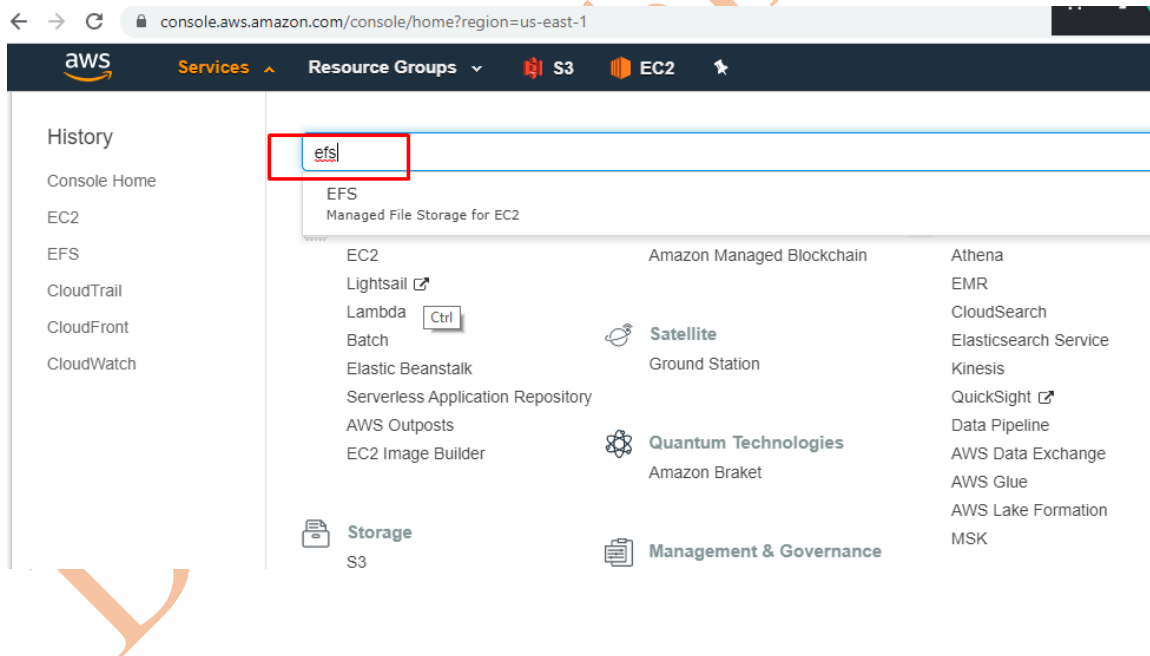 console.aws.amazon.com/console/home?region=us-east-1
aws Services Resource Groups S3 EC2
History
Console Home
EC2
EFS
CloudTrail
CloudFront
CloudWatch
efs
EFS
Managed File Storage for EC2
EC2
Lightsail
Lambda
Ctrl
Batch
Elastic Beanstalk
Serverless Application Repository
AWS Outposts
EC2 Image Builder
Storage
S3
Amazon Managed Blockchain
Satellite
Ground Station
Quantum Technologies
Amazon Braket
Management & Governance
Athena
EMR
CloudSearch
Elasticsearch Service
Kinesis
QuickSight
Data Pipeline
AWS Data Exchange
AWS Glue
AWS Lake Formation
MSK